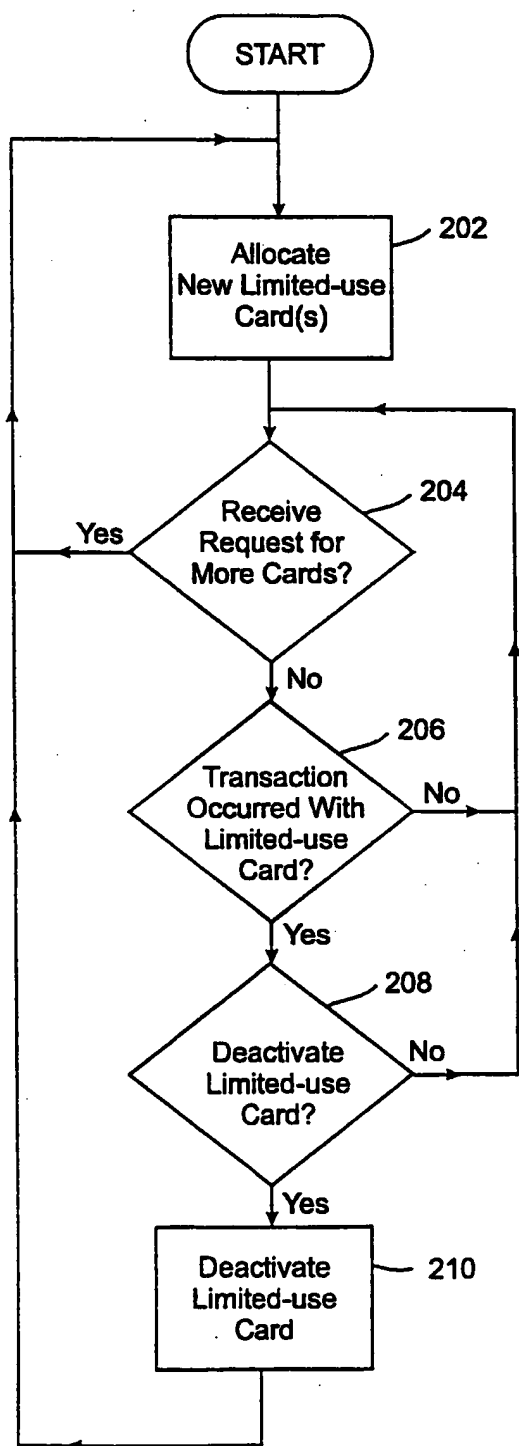 START
202
Allocate
New Limited-use
Card(s)
204
Receive
Request for
More Cards?
Yes
No
206
Transaction
Occurred With
Limited-use
Card?
No
Yes
208
Deactivate
Limited-use
Card?
No
Yes
210
Deactivate
Limited-use
Card